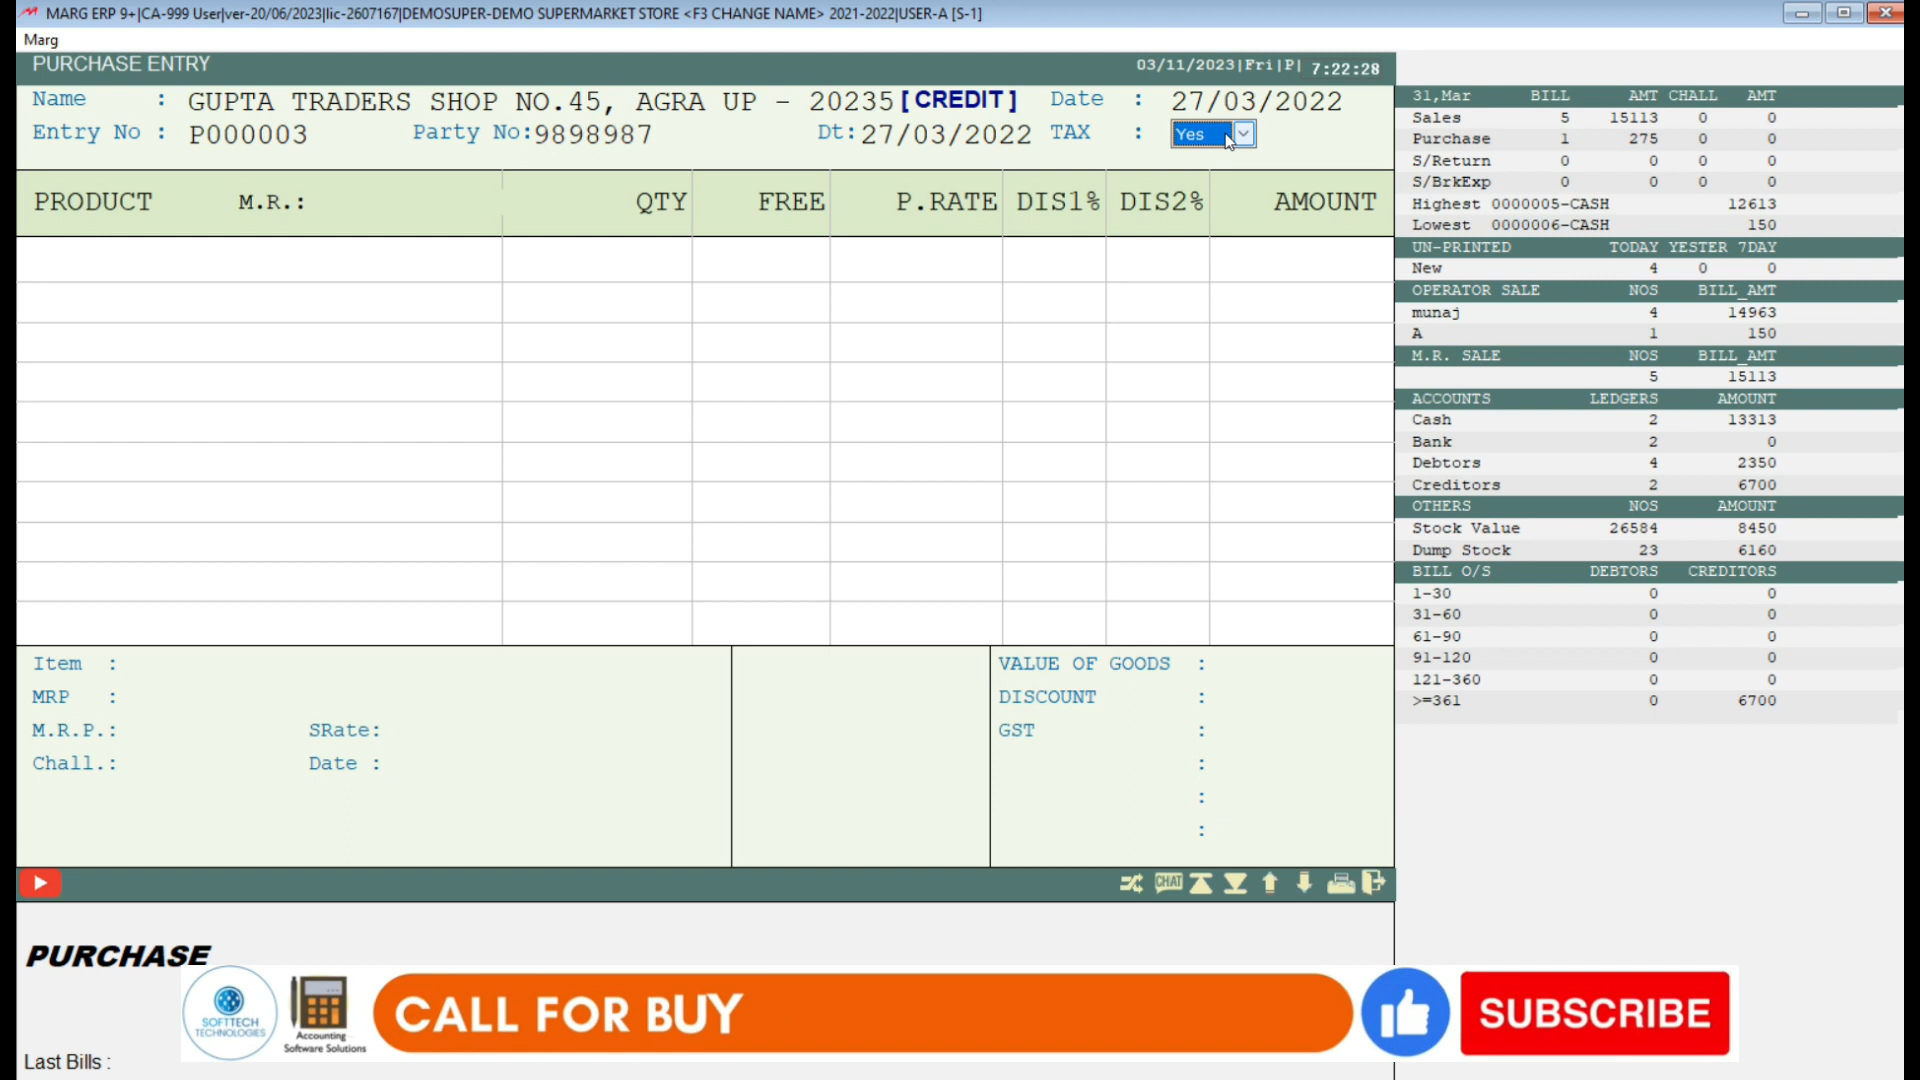 MARG ERP 9+|CA-999 User|ver-20/06/2023|lic-2607167|DEMOSUPER-DEMO SUPERMARKET STORE <F3 CHANGE NAME> 2021-2022|USER-A [S-1]
Marg
PURCHASE ENTRY 03/11/2023|Fri|P| 7:22:28
Name : GUPTA TRADERS SHOP NO.45, AGRA UP - 20235 [CREDIT] Date : 27/03/2022
Entry No : P000003 Party No:9898987 Dt:27/03/2022 TAX : Yes
PRODUCT M.R.: QTY FREE P.RATE DIS1% DIS2% AMOUNT
Item : VALUE OF GOODS :
MRP : DISCOUNT :
M.R.P.: SRate: GST :
Chall.: Date : :
:
:
CHAT
PURCHASE
Last Bills :
31,Mar BILL AMT CHALL AMT
Sales 5 15113 0 0
Purchase 1 275 0 0
S/Return 0 0 0 0
S/BrkExp 0 0 0 0
Highest 0000005-CASH 12613
Lowest 0000006-CASH 150
UN-PRINTED TODAY YESTER 7DAY
New 4 0 0
OPERATOR SALE NOS BILL_AMT
munaj 4 14963
A 1 150
M.R. SALE NOS BILL_AMT
5 15113
ACCOUNTS LEDGERS AMOUNT
Cash 2 13313
Bank 2 0
Debtors 4 2350
Creditors 2 6700
OTHERS NOS AMOUNT
Stock Value 26584 8450
Dump Stock 23 6160
BILL O/S DEBTORS CREDITORS
1-30 0 0
31-60 0 0
61-90 0 0
91-120 0 0
121-360 0 0
>=361 0 6700
SOFTTECH
TECHNOLOGIES
Accounting
Software Solutions
CALL FOR BUY
SUBSCRIBE